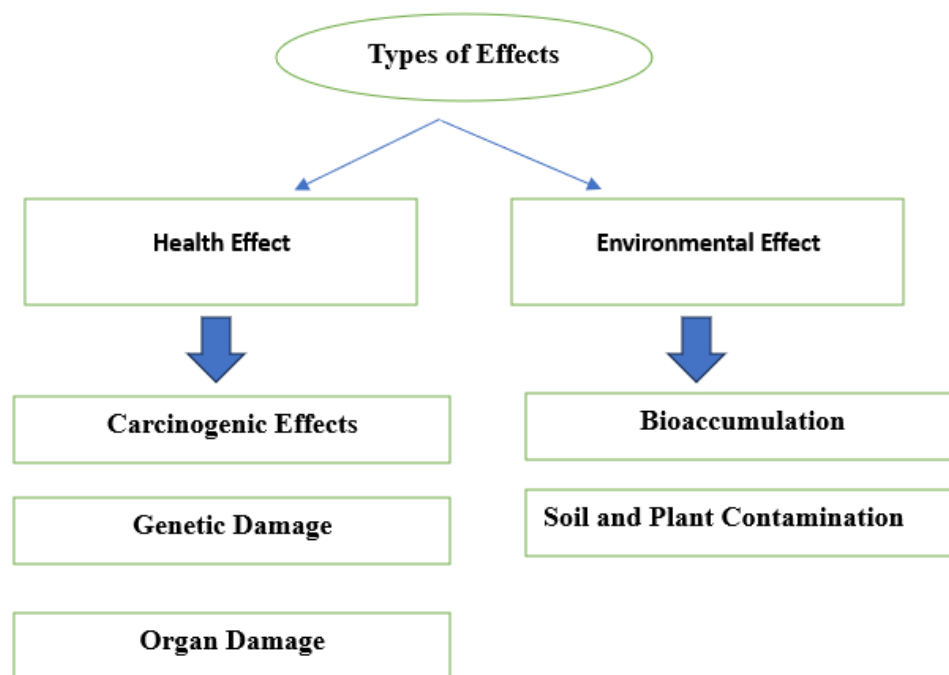 Types of Effects
Health Effect
Environmental Effect
Carcinogenic Effects
Genetic Damage
Organ Damage
Bioaccumulation
Soil and Plant Contamination